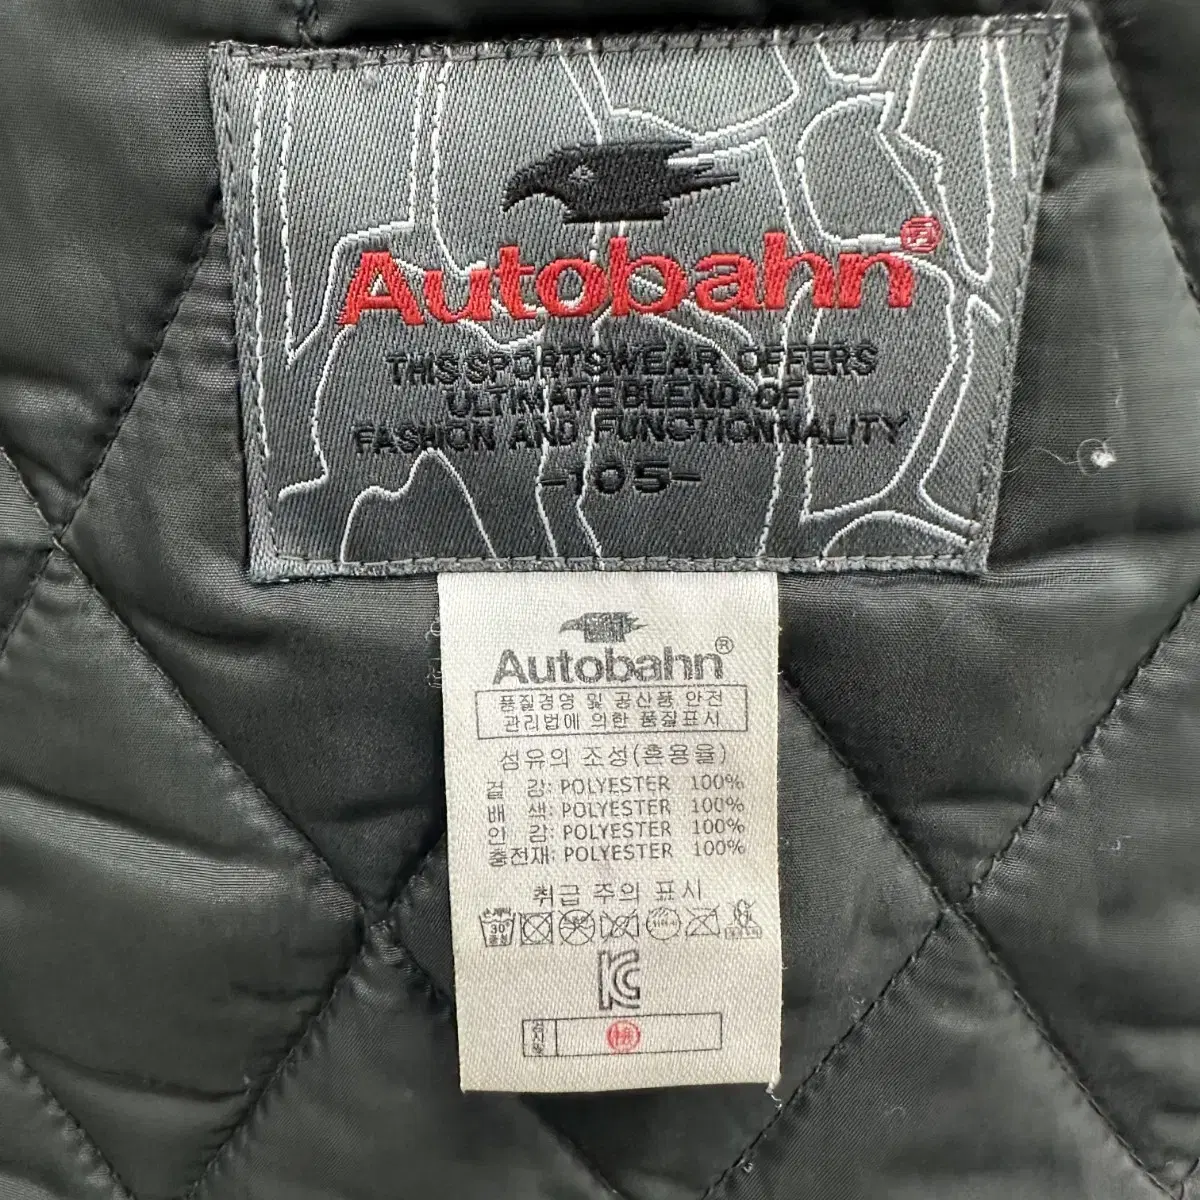 Autobahn®
THIS SPORTSWEAR OFFERS
ULTIMATE BLEND OF
FASHION AND FUNCTIONNALITY
-105-
Autobahn®
품질경영 및 공산품 안전
관리법에 의한 품질표시
섬유의 조성(혼용율)
겉 감: POLYESTER 100%
배 색: POLYESTER 100%
안 감: POLYESTER 100%
충전재: POLYESTER 100%
취급 주의 표시
30°